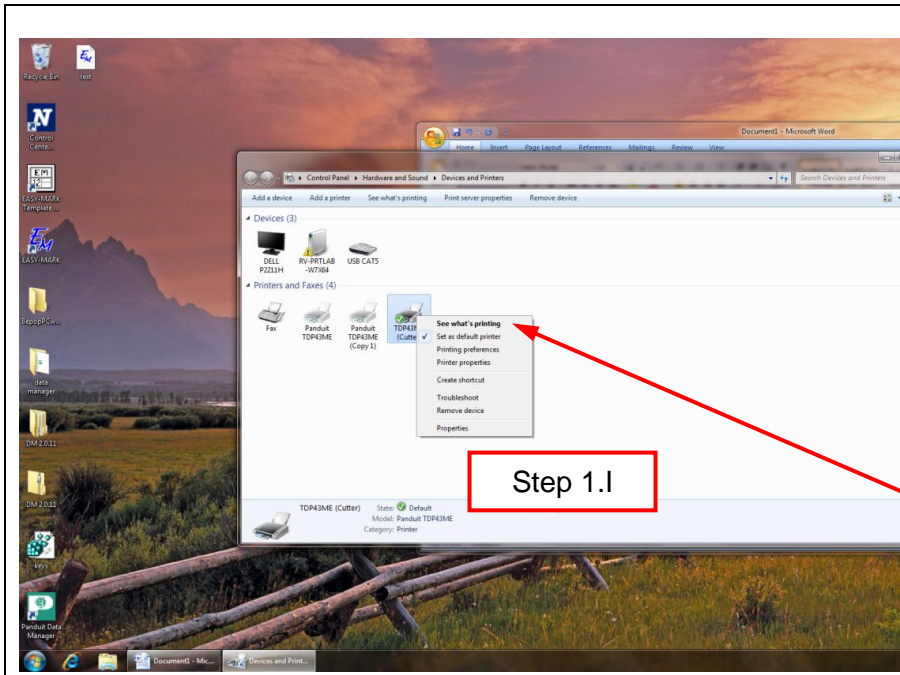 Recycle Bin
test
Control
Cente...
EM
12
EASY-MARK
Template ...
EM
EASY-MARK
BepopPCw...
data
manager
DM 2.0.11
DM 2.0.11
keys
Panduit Data
Manager
Document1 - Microsoft Word
Home Insert Page Layout References Mailings Review View
Control Panel Hardware and Sound Devices and Printers
Search Devices and Printers
Add a device Add a printer See what's printing Print server properties Remove device
Devices (3)
DELL
P2211H
RV-PRTLAB
-W7X64
USB CAT5
Printers and Faxes (4)
Fax
Panduit
TDP43ME
Panduit
TDP43ME
(Copy 1)
See what's printing
Set as default printer
Printing preferences
Printer properties
Create shortcut
Troubleshoot
Remove device
Properties
Step 1.I
TDP43ME (Cutter) State: Default
Model: Panduit TDP43ME
Category: Printer
Document1 - Mic...
Devices and Print...